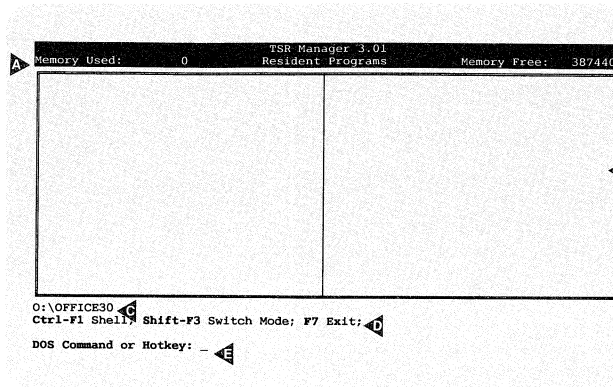 TSR Manager 3.01
A Memory Used: 0 Resident Programs Memory Free: 387440
O:\OFFICE30 C
Ctrl-F1 Shell; Shift-F3 Switch Mode; F7 Exit; D
DOS Command or Hotkey: _ E